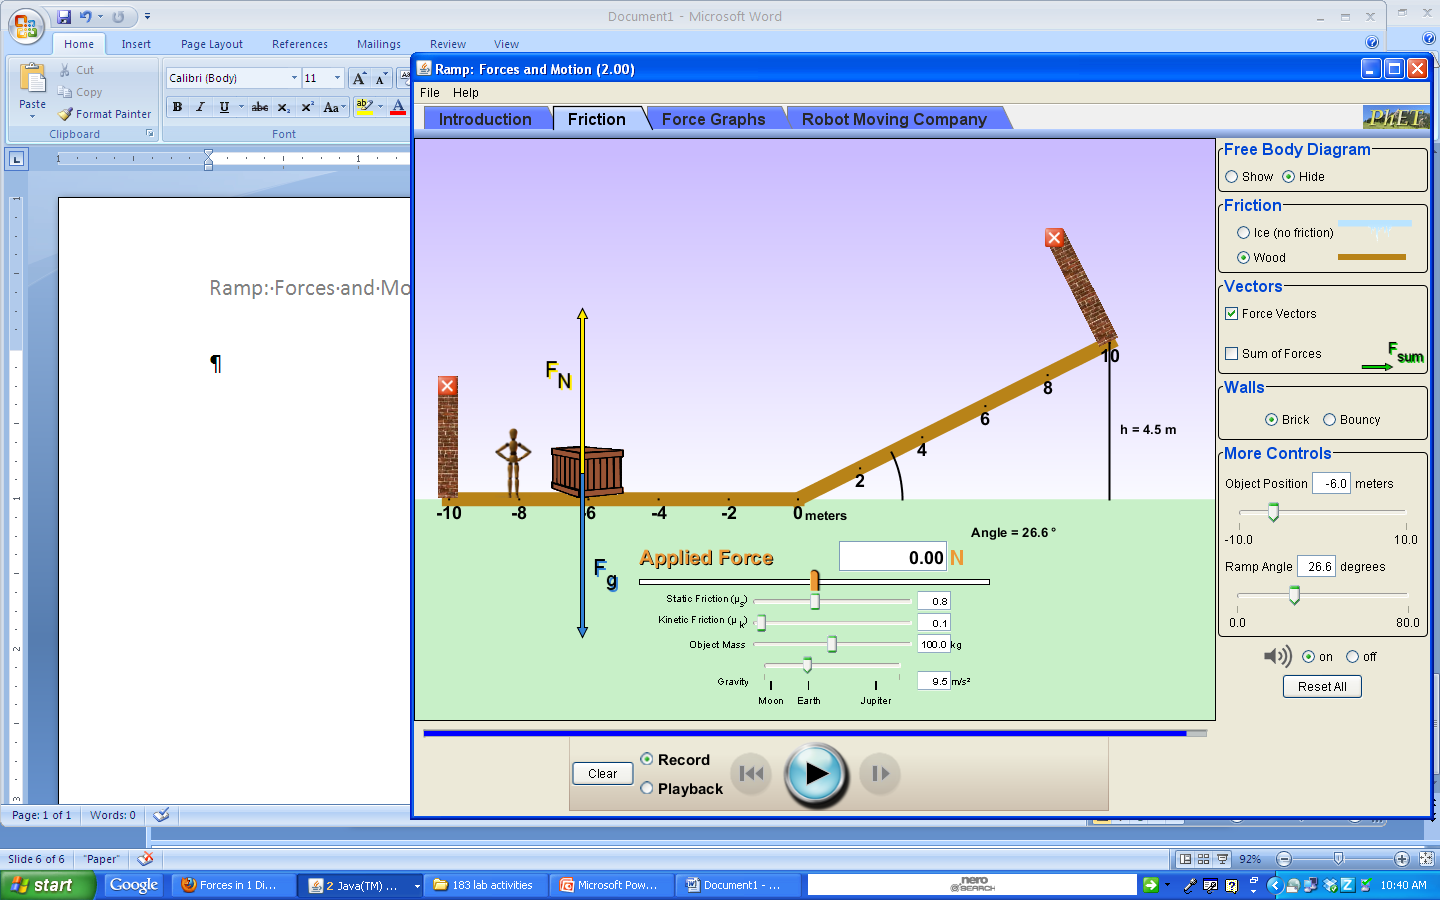 Document1 - Microsoft Word
Home Insert Page Layout References Mailings Review View
Paste
Cut
Copy
Format Painter
Clipboard
Calibri (Body) 11
B I U abc x₂ x² Aa
Font
Ramp:·Forces·and·Mo
¶
Page: 1 of 1 Words: 0
Ramp: Forces and Motion (2.00)
File Help
Introduction Friction Force Graphs Robot Moving Company
PhET
F N
F g
-10 -8 -6 -4 -2 0 meters
2
4
6
8
10
h = 4.5 m
Angle = 26.6 °
Applied Force 0.00 N
Static Friction (μ s) 0.8
Kinetic Friction (μ k) 0.1
Object Mass 100.0 kg
Gravity 9.5 m/s²
Moon Earth Jupiter
Free Body Diagram
Show Hide
Friction
Ice (no friction)
Wood
Vectors
Force Vectors
Sum of Forces F sum
Walls
Brick Bouncy
More Controls
Object Position -6.0 meters
-10.0 10.0
Ramp Angle 26.6 degrees
0.0 80.0
on off
Reset All
Clear
Record
Playback
Slide 6 of 6 "Paper" 92%
start Google Forces in 1 Di... 2 Java(TM) ... 183 lab activities Microsoft Pow... Document1 - ... nero SEARCH 10:40 AM